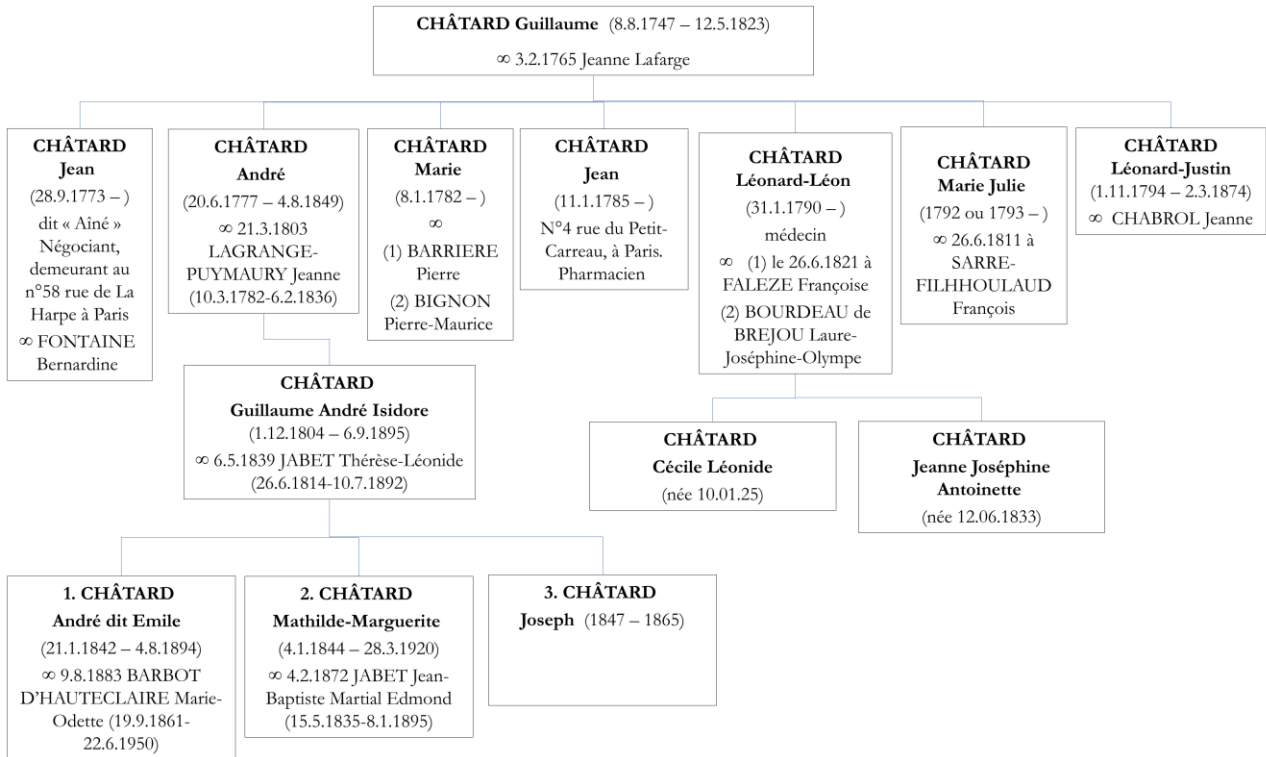 CHÂTARD Guillaume (8.8.1747 – 12.5.1823)
∞ 3.2.1765 Jeanne Lafarge
CHÂTARD
Jean
(28.9.1773 – )
dit « Aîné »
Négociant,
demeurant au
n°58 rue de La
Harpe à Paris
∞ FONTAINE
Bernardine
CHÂTARD
André
(20.6.1777 – 4.8.1849)
∞ 21.3.1803
LAGRANGE-
PUYMAURY Jeanne
(10.3.1782-6.2.1836)
CHÂTARD
Marie
(8.1.1782 – )
∞
(1) BARRIERE
Pierre
(2) BIGNON
Pierre-Maurice
CHÂTARD
Jean
(11.1.1785 – )
N°4 rue du Petit-
Carreau, à Paris.
Pharmacien
CHÂTARD
Léonard-Léon
(31.1.1790 – )
médecin
∞ (1) le 26.6.1821 à
FALEZE Françoise
(2) BOURDEAU de
BREJOU Laure-
Joséphine-Olympe
CHÂTARD
Marie Julie
(1792 ou 1793 – )
∞ 26.6.1811 à
SARRE-
FILHHOULAUD
François
CHÂTARD
Léonard-Justin
(1.11.1794 – 2.3.1874)
∞ CHABROL Jeanne
CHÂTARD
Guillaume André Isidore
(1.12.1804 – 6.9.1895)
∞ 6.5.1839 JABET Thérèse-Léonide
(26.6.1814-10.7.1892)
CHÂTARD
Cécile Léonide
(née 10.01.25)
CHÂTARD
Jeanne Joséphine
Antoinette
(née 12.06.1833)
1. CHÂTARD
André dit Emile
(21.1.1842 – 4.8.1894)
∞ 9.8.1883 BARBOT
D'HAUTECLAIRE Marie-
Odette (19.9.1861-
22.6.1950)
2. CHÂTARD
Mathilde-Marguerite
(4.1.1844 – 28.3.1920)
∞ 4.2.1872 JABET Jean-
Baptiste Martial Edmond
(15.5.1835-8.1.1895)
3. CHÂTARD
Joseph (1847 – 1865)